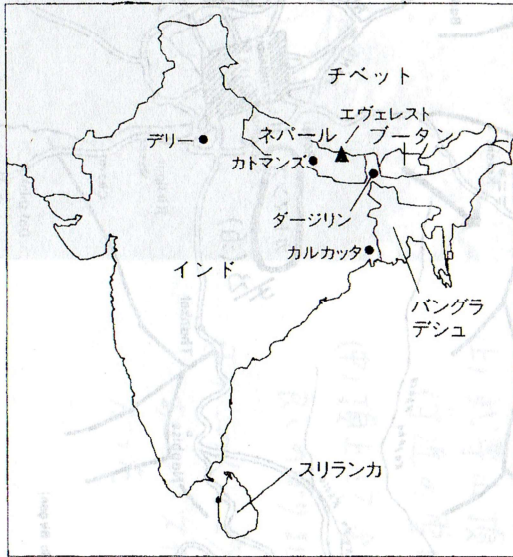 チベット
エヴェレスト
ネパール
ブータン
デリー
カトマンズ
ダージリン
カルカッタ
インド
バングラ
デシュ
スリランカ